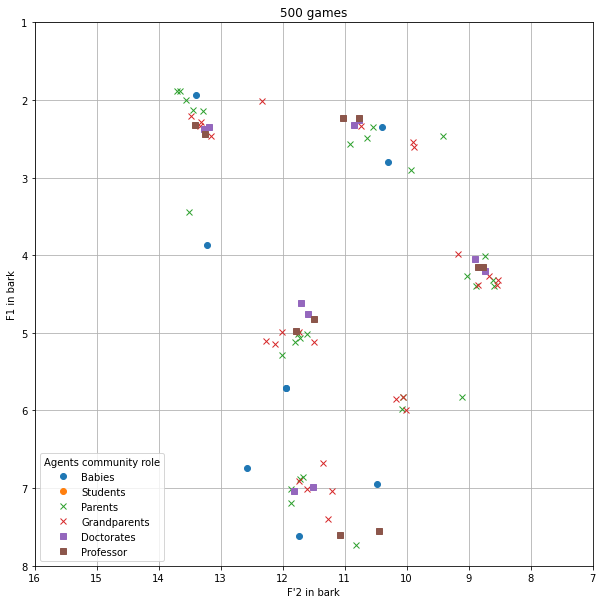 500 games
1
2
3
4
5
6
7
8
F1 in bark
Agents community role
Babies
Students
Parents
Grandparents
Doctorates
Professor
16 15 14 13 12 11 10 9 8 7
F'2 in bark